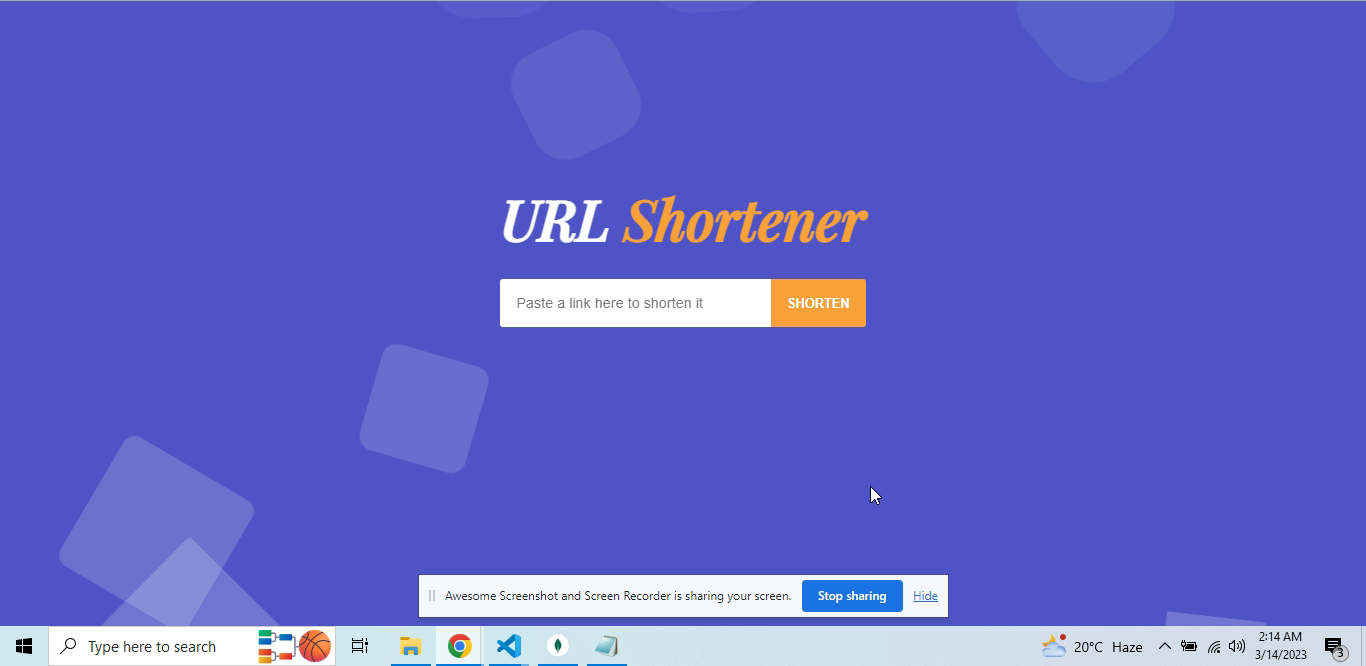 URL Shortener
Paste a link here to shorten it
SHORTEN
Awesome Screenshot and Screen Recorder is sharing your screen.
Stop sharing
Hide
Type here to search
20°C Haze
2:14 AM
3/14/2023
3